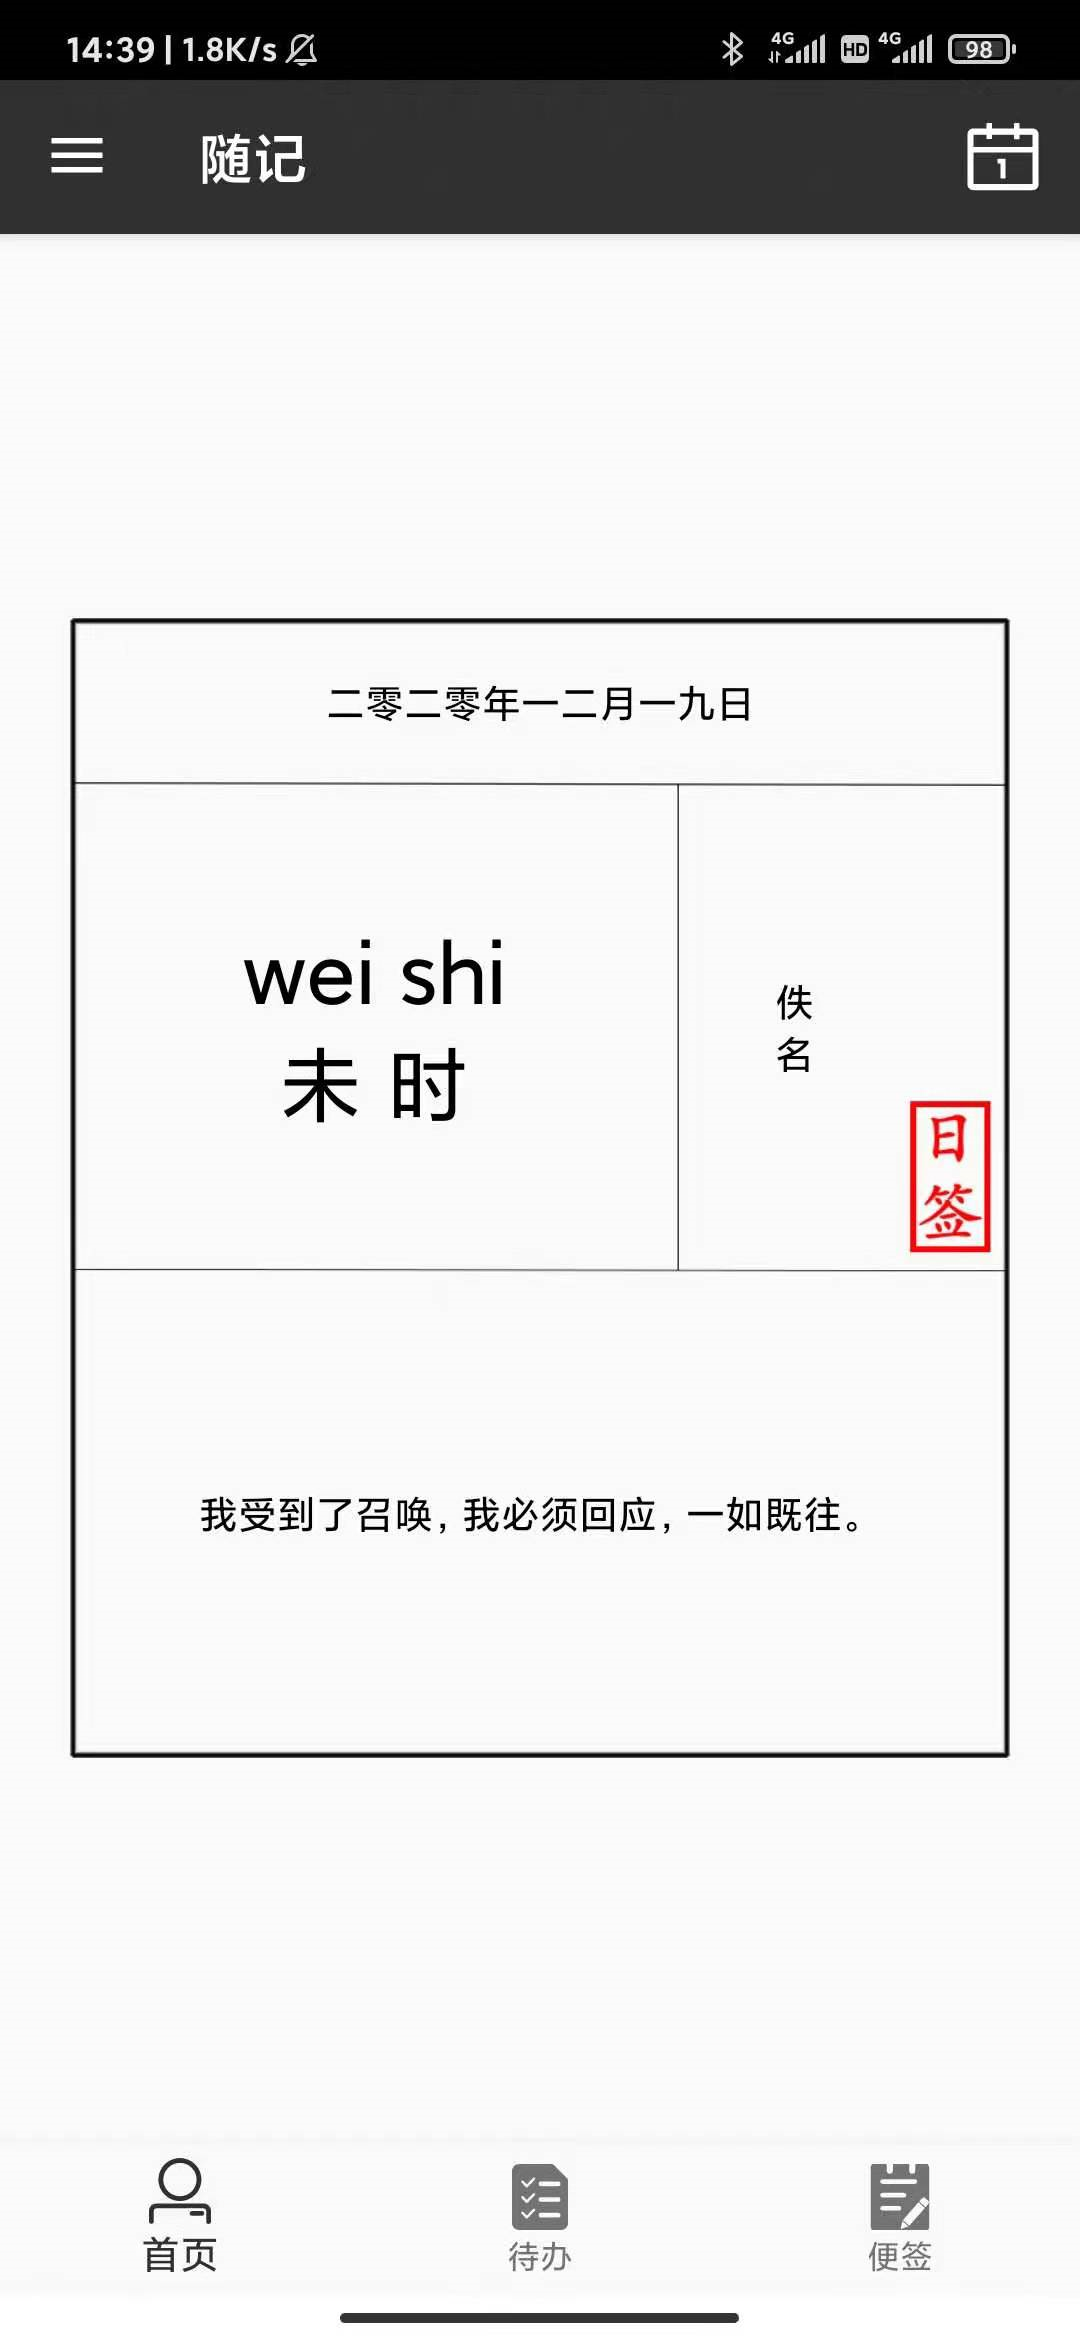 14:39 | 1.8K/s 4G HD 4G 98
随记
1
二零二零年一二月一九日
wei shi
未 时
佚
名
日
签
我受到了召唤，我必须回应，一如既往。
首页 待办 便签